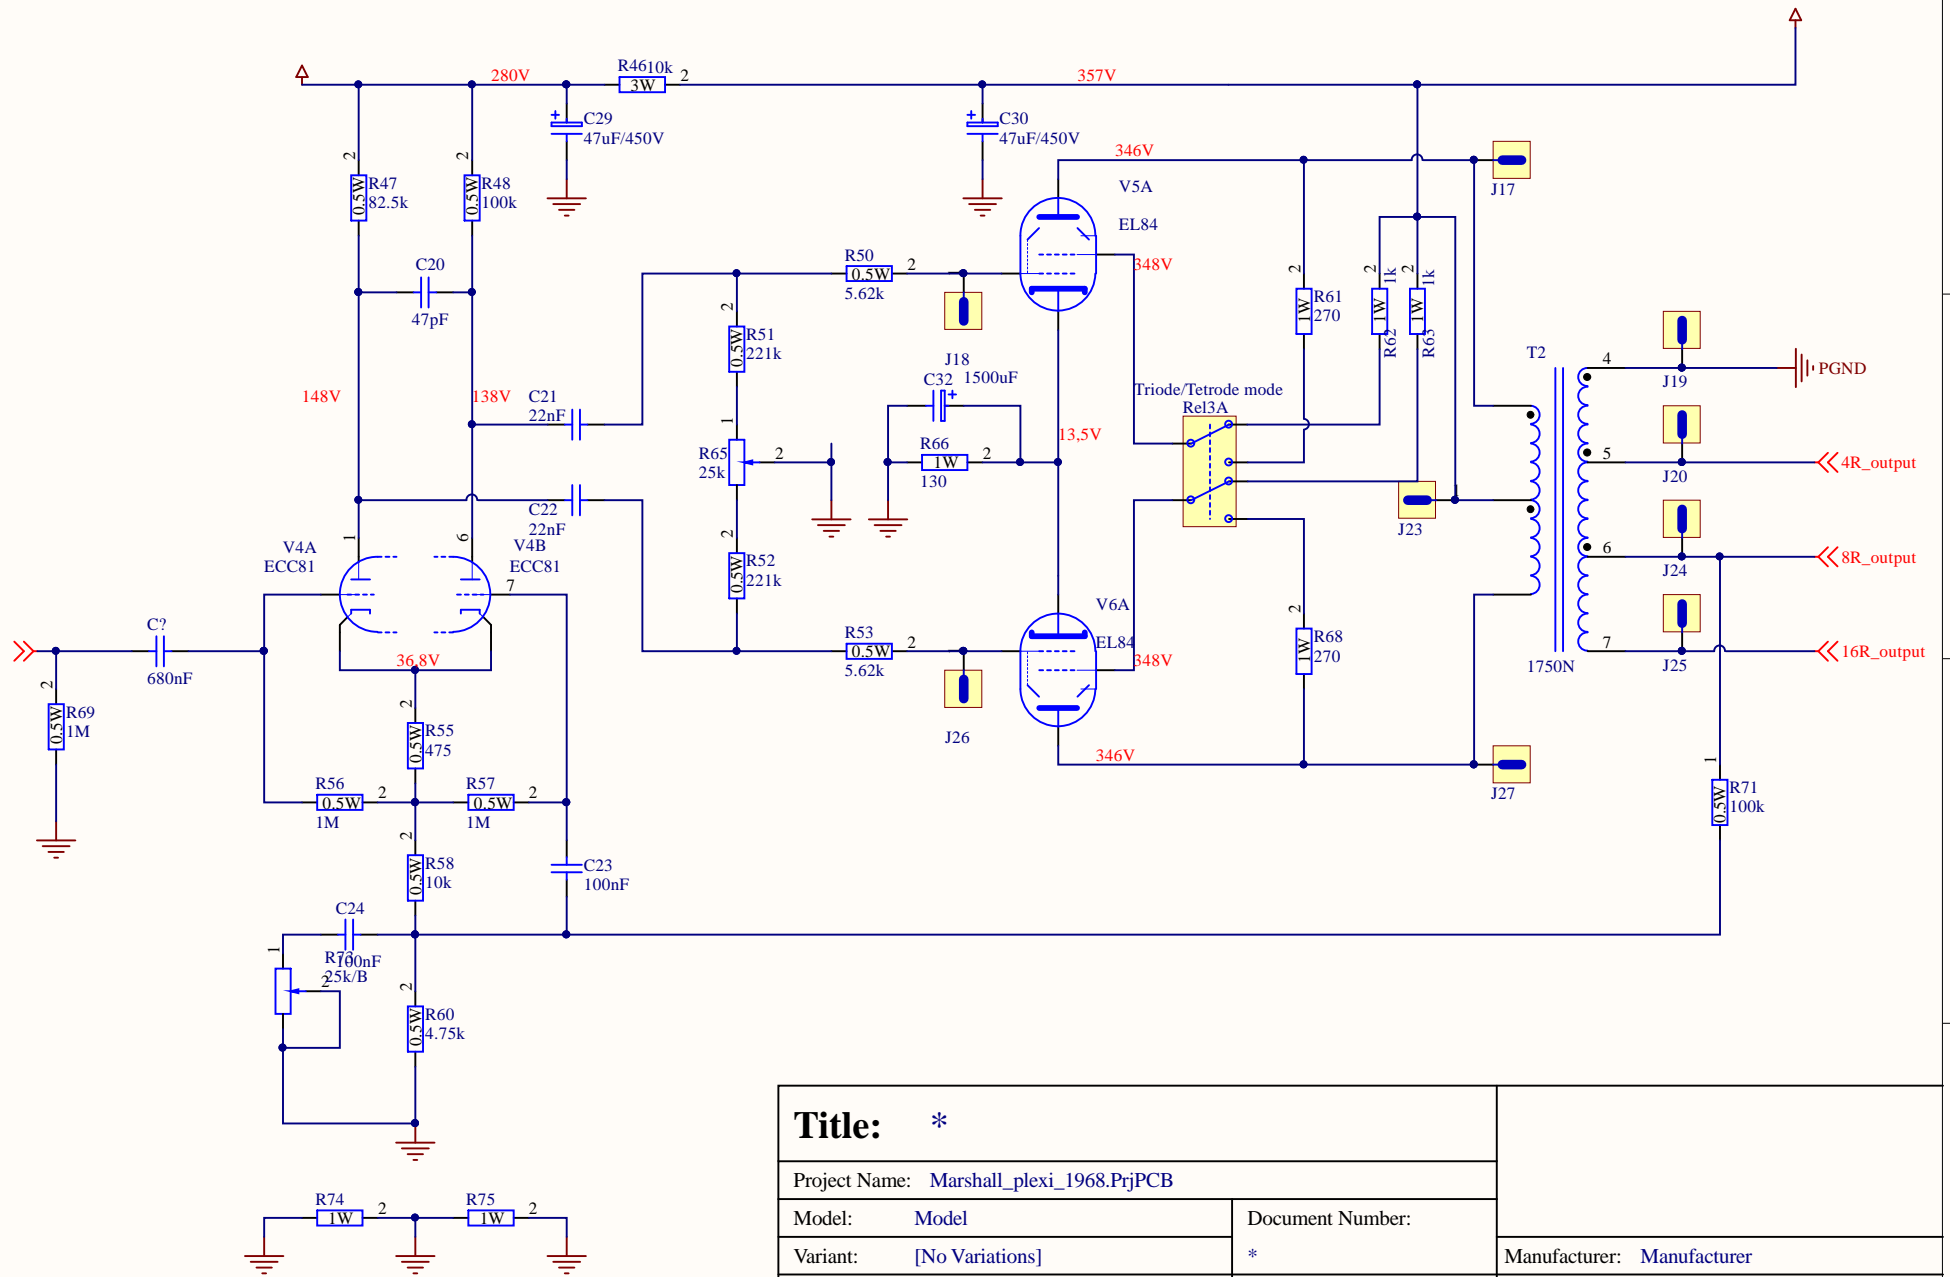 280V
R46
10k
3W
2
357V
C29
47uF/450V
C30
47uF/450V
346V
V5A
EL84
J17
2
0.5W
R47
82.5k
2
0.5W
R48
100k
C20
47pF
R50
2
0.5W
5.62k
348V
2
1W
R61
270
2
1k
1W
R62
2
1k
1W
R63
2
0.5W
R51
221k
J18
C32
1500uF
T2
4
J19
PGND
148V
138V
C21
22nF
Triode/Tetrode mode
Rel3A
1
R65
25k
2
13,5V
R66
1W
2
130
5
J20
4R_output
C22
22nF
J23
1
V4A
ECC81
6
V4B
ECC81
7
2
0.5W
R52
221k
6
J24
8R_output
V6A
EL84
348V
2
1W
R68
270
C?
680nF
36,8V
R53
2
0.5W
5.62k
J26
1750N
7
J25
16R_output
2
0.5W
R69
1M
2
0.5W
R55
475
346V
J27
R56
0.5W
2
1M
R57
0.5W
2
1M
1
0.5W
R71
100k
2
0.5W
R58
10k
C23
100nF
C24
100nF
1
R73
25k/B
2
2
0.5W
R60
4.75k
R74
1W
2
R75
1W
2
Title: *
Project Name: Marshall_plexi_1968.PrjPCB
Model: Model
Document Number:
Variant: [No Variations]
*
Manufacturer: Manufacturer